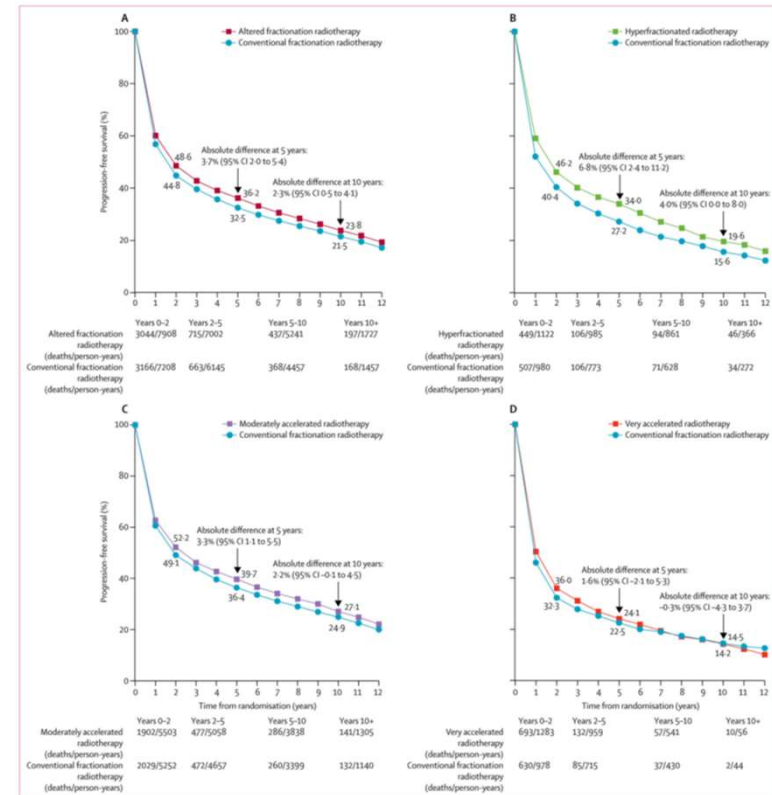 A
Altered fractionation radiotherapy
Conventional fractionation radiotherapy
Progression-free survival (%)
100
80
60
40
20
0
48·6
44·8
Absolute difference at 5 years:
3·7% (95% CI 2·0 to 5·4)
36·2
32·5
Absolute difference at 10 years:
2·3% (95% CI 0·5 to 4·1)
23·8
21·5
0 1 2 3 4 5 6 7 8 9 10 11 12
Years 0–2 Years 2–5 Years 5–10 Years 10+
Altered fractionation 3044/7908 715/7002 437/5241 197/1727
radiotherapy
(deaths/person-years)
Conventional fractionation 3166/7208 663/6145 368/4457 168/1457
radiotherapy
(deaths/person-years)
B
Hyperfractionated radiotherapy
Conventional fractionation radiotherapy
46·2
40·4
Absolute difference at 5 years:
6·8% (95% CI 2·4 to 11·2)
34·0
27·2
Absolute difference at 10 years:
4·0% (95% CI 0·0 to 8·0)
19·6
15·6
0 1 2 3 4 5 6 7 8 9 10 11 12
Years 0–2 Years 2–5 Years 5–10 Years 10+
Hyperfractionated 449/1122 106/985 94/861 46/366
radiotherapy
(deaths/person-years)
Conventional fractionation 507/980 106/773 71/628 34/272
radiotherapy
(deaths/person-years)
C
Moderately accelerated radiotherapy
Conventional fractionation radiotherapy
Progression-free survival (%)
100
80
60
40
20
0
52·2
49·1
Absolute difference at 5 years:
3·3% (95% CI 1·1 to 5·5)
39·7
36·4
Absolute difference at 10 years:
2·2% (95% CI –0·1 to 4·5)
27·1
24·9
0 1 2 3 4 5 6 7 8 9 10 11 12
Time from randomisation (years)
Years 0–2 Years 2–5 Years 5–10 Years 10+
Moderately accelerated 1902/5503 477/5058 286/3838 141/1305
radiotherapy
(deaths/person-years)
Conventional fractionation 2029/5252 472/4657 260/3399 132/1140
radiotherapy
(deaths/person-years)
D
Very accelerated radiotherapy
Conventional fractionation radiotherapy
36·0
32·3
Absolute difference at 5 years:
1·6% (95% CI –2·1 to 5·3)
24·1
22·5
Absolute difference at 10 years:
–0·3% (95% CI –4·3 to 3·7)
14·5
14·2
0 1 2 3 4 5 6 7 8 9 10 11 12
Time from randomisation (years)
Years 0–2 Years 2–5 Years 5–10 Years 10+
Very accelerated 693/1283 132/959 57/541 10/56
radiotherapy
(deaths/person-years)
Conventional fractionation 630/978 85/715 37/430 2/44
radiotherapy
(deaths/person-years)